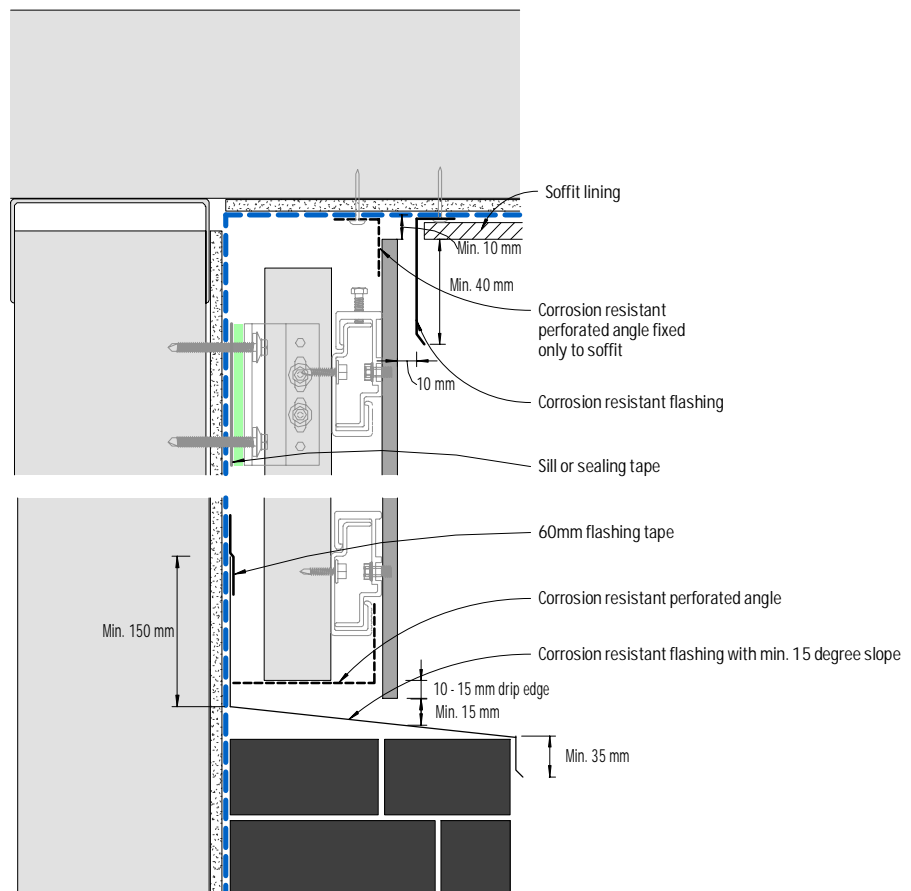 Soffit lining
Min. 10 mm
Min. 40 mm
Corrosion resistant
perforated angle fixed
only to soffit
10 mm
Corrosion resistant flashing
Sill or sealing tape
60mm flashing tape
Corrosion resistant perforated angle
Min. 150 mm
Corrosion resistant flashing with min. 15 degree slope
10 - 15 mm drip edge
Min. 15 mm
Min. 35 mm